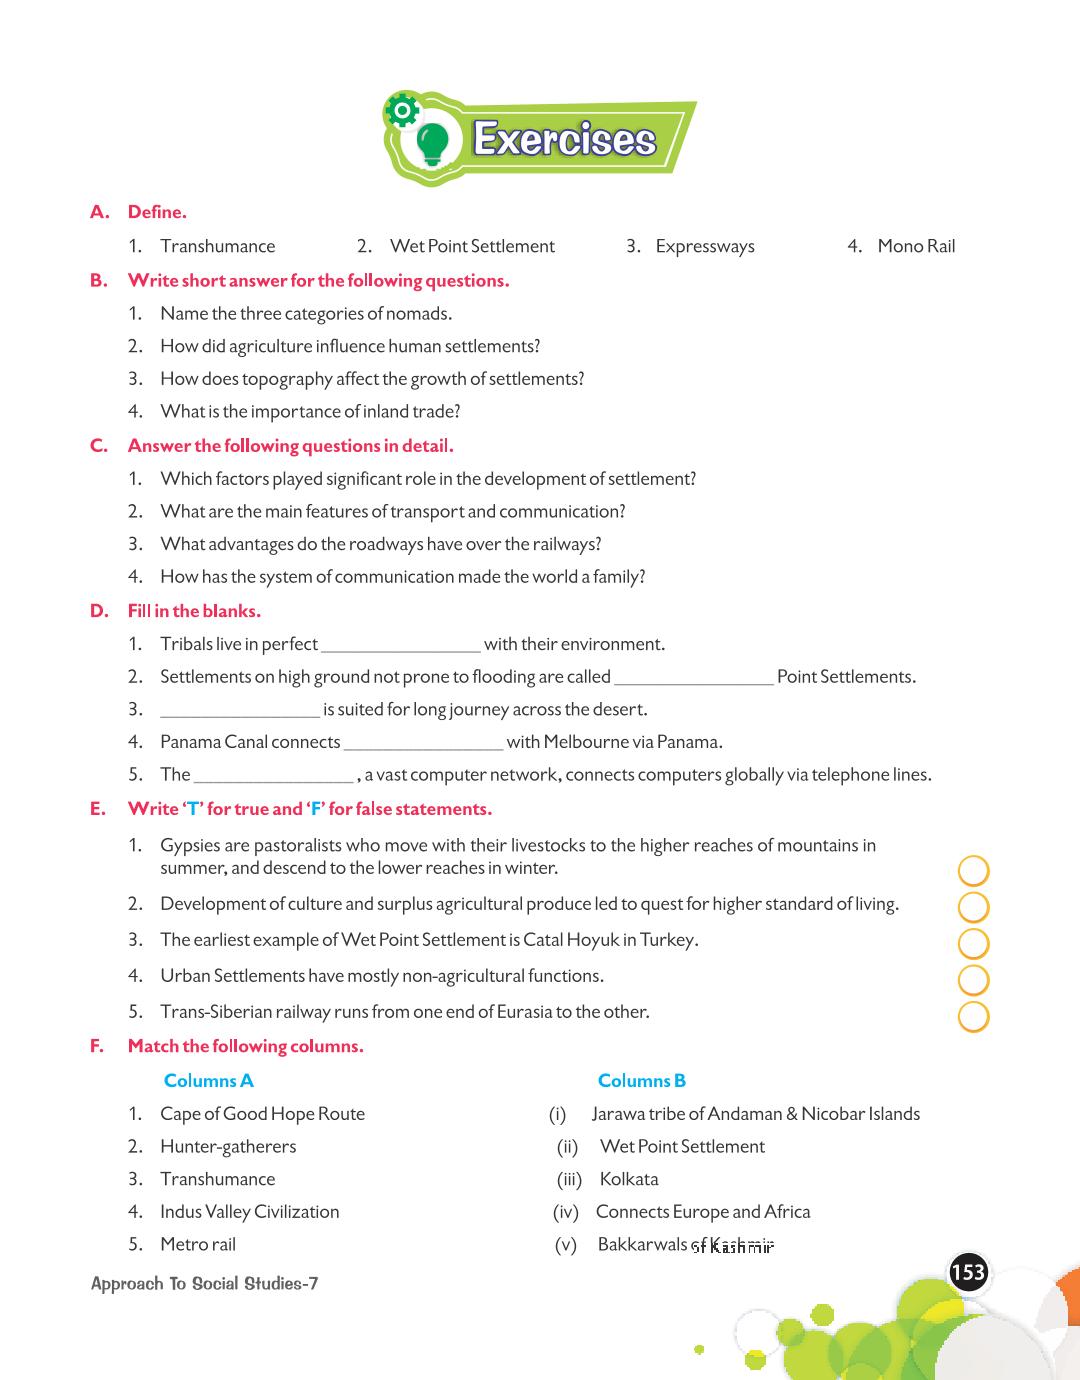 Exercises
A. Define.
1. Transhumance 2. Wet Point Settlement 3. Expressways 4. Mono Rail
B. Write short answer for the following questions.
1. Name the three categories of nomads.
2. How did agriculture influence human settlements?
3. How does topography affect the growth of settlements?
4. What is the importance of inland trade?
C. Answer the following questions in detail.
1. Which factors played significant role in the development of settlement?
2. What are the main features of transport and communication?
3. What advantages do the roadways have over the railways?
4. How has the system of communication made the world a family?
D. Fill in the blanks.
1. Tribals live in perfect ________________ with their environment.
2. Settlements on high ground not prone to flooding are called ________________ Point Settlements.
3. ________________ is suited for long journey across the desert.
4. Panama Canal connects ________________ with Melbourne via Panama.
5. The ________________ , a vast computer network, connects computers globally via telephone lines.
E. Write ‘T’ for true and ‘F’ for false statements.
1. Gypsies are pastoralists who move with their livestocks to the higher reaches of mountains in
summer, and descend to the lower reaches in winter.
2. Development of culture and surplus agricultural produce led to quest for higher standard of living.
3. The earliest example of Wet Point Settlement is Catal Hoyuk in Turkey.
4. Urban Settlements have mostly non-agricultural functions.
5. Trans-Siberian railway runs from one end of Eurasia to the other.
F. Match the following columns.
Columns A Columns B
1. Cape of Good Hope Route (i) Jarawa tribe of Andaman & Nicobar Islands
2. Hunter-gatherers (ii) Wet Point Settlement
3. Transhumance (iii) Kolkata
4. Indus Valley Civilization (iv) Connects Europe and Africa
5. Metro rail (v) Bakkarwals of Kashmir
Approach To Social Studies-7 153